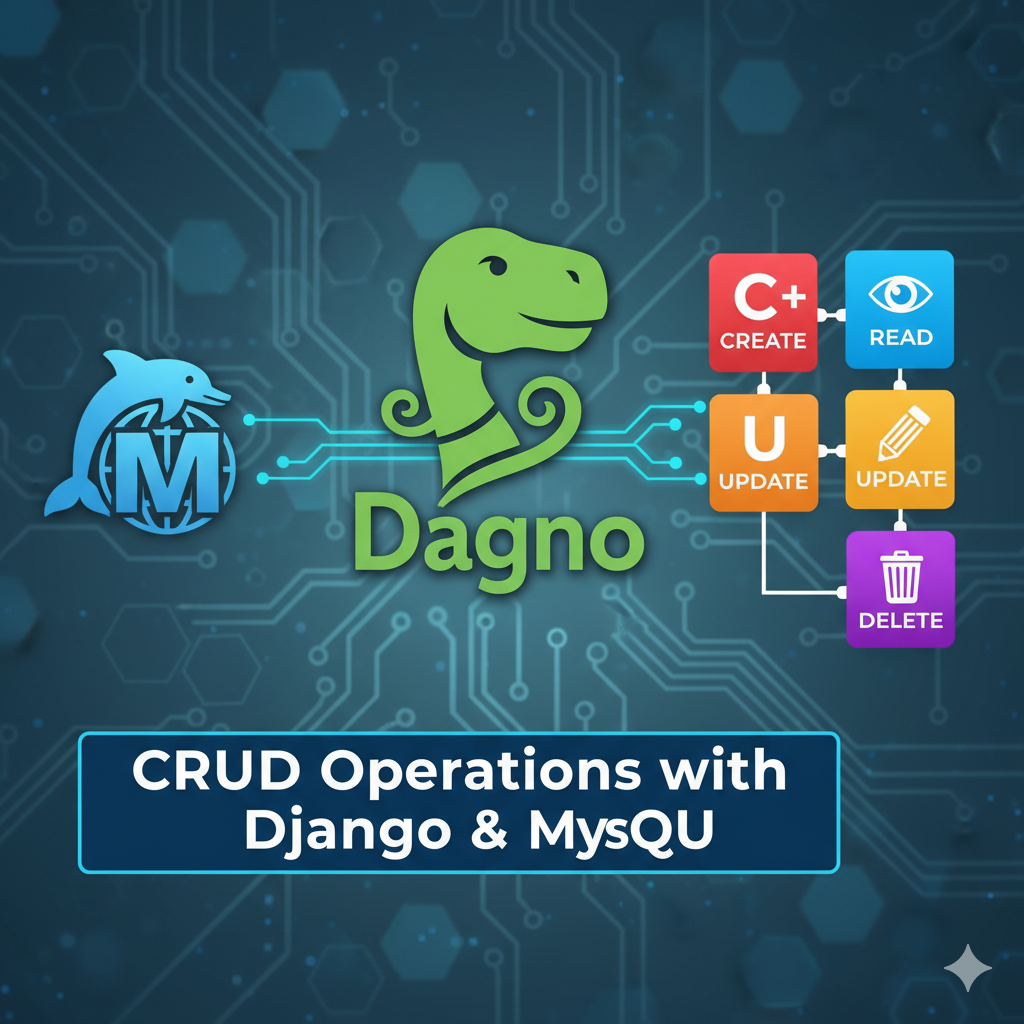 M
Dagno
C+
CREATE
READ
U
UPDATE
UPDATE
DELETE
CRUD Operations with
Django & MysQU